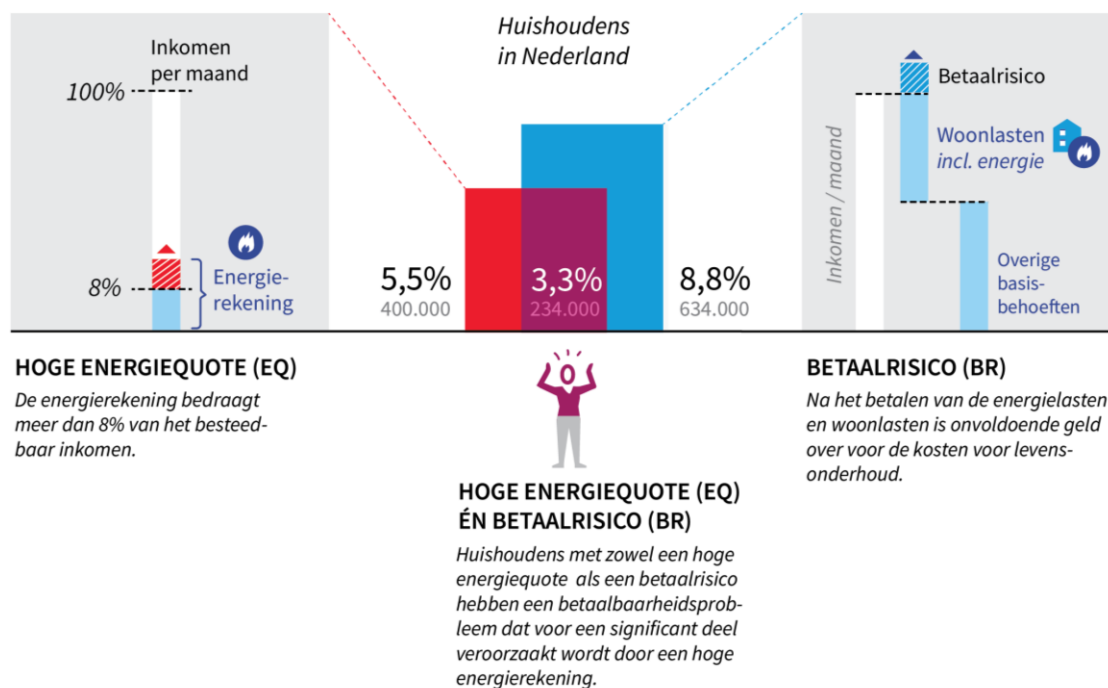 Inkomen
per maand
100%
8%
Energie-
rekening
HOGE ENERGIEQUOTE (EQ)
De energierekening bedraagt
meer dan 8% van het besteed-
baar inkomen.
Huishoudens
in Nederland
5,5%
400.000
3,3%
234.000
8,8%
634.000
HOGE ENERGIEQUOTE (EQ)
ÉN BETAALRISICO (BR)
Huishoudens met zowel een hoge
energiequote als een betaalrisico
hebben een betaalbaarheidsprob-
leem dat voor een significant deel
veroorzaakt wordt door een hoge
energierekening.
Inkomen / maand
Betaalrisico
Woonlasten
incl. energie
Overige
basis-
behoeften
BETAALRISICO (BR)
Na het betalen van de energielasten
en woonlasten is onvoldoende geld
over voor de kosten voor levens-
onderhoud.